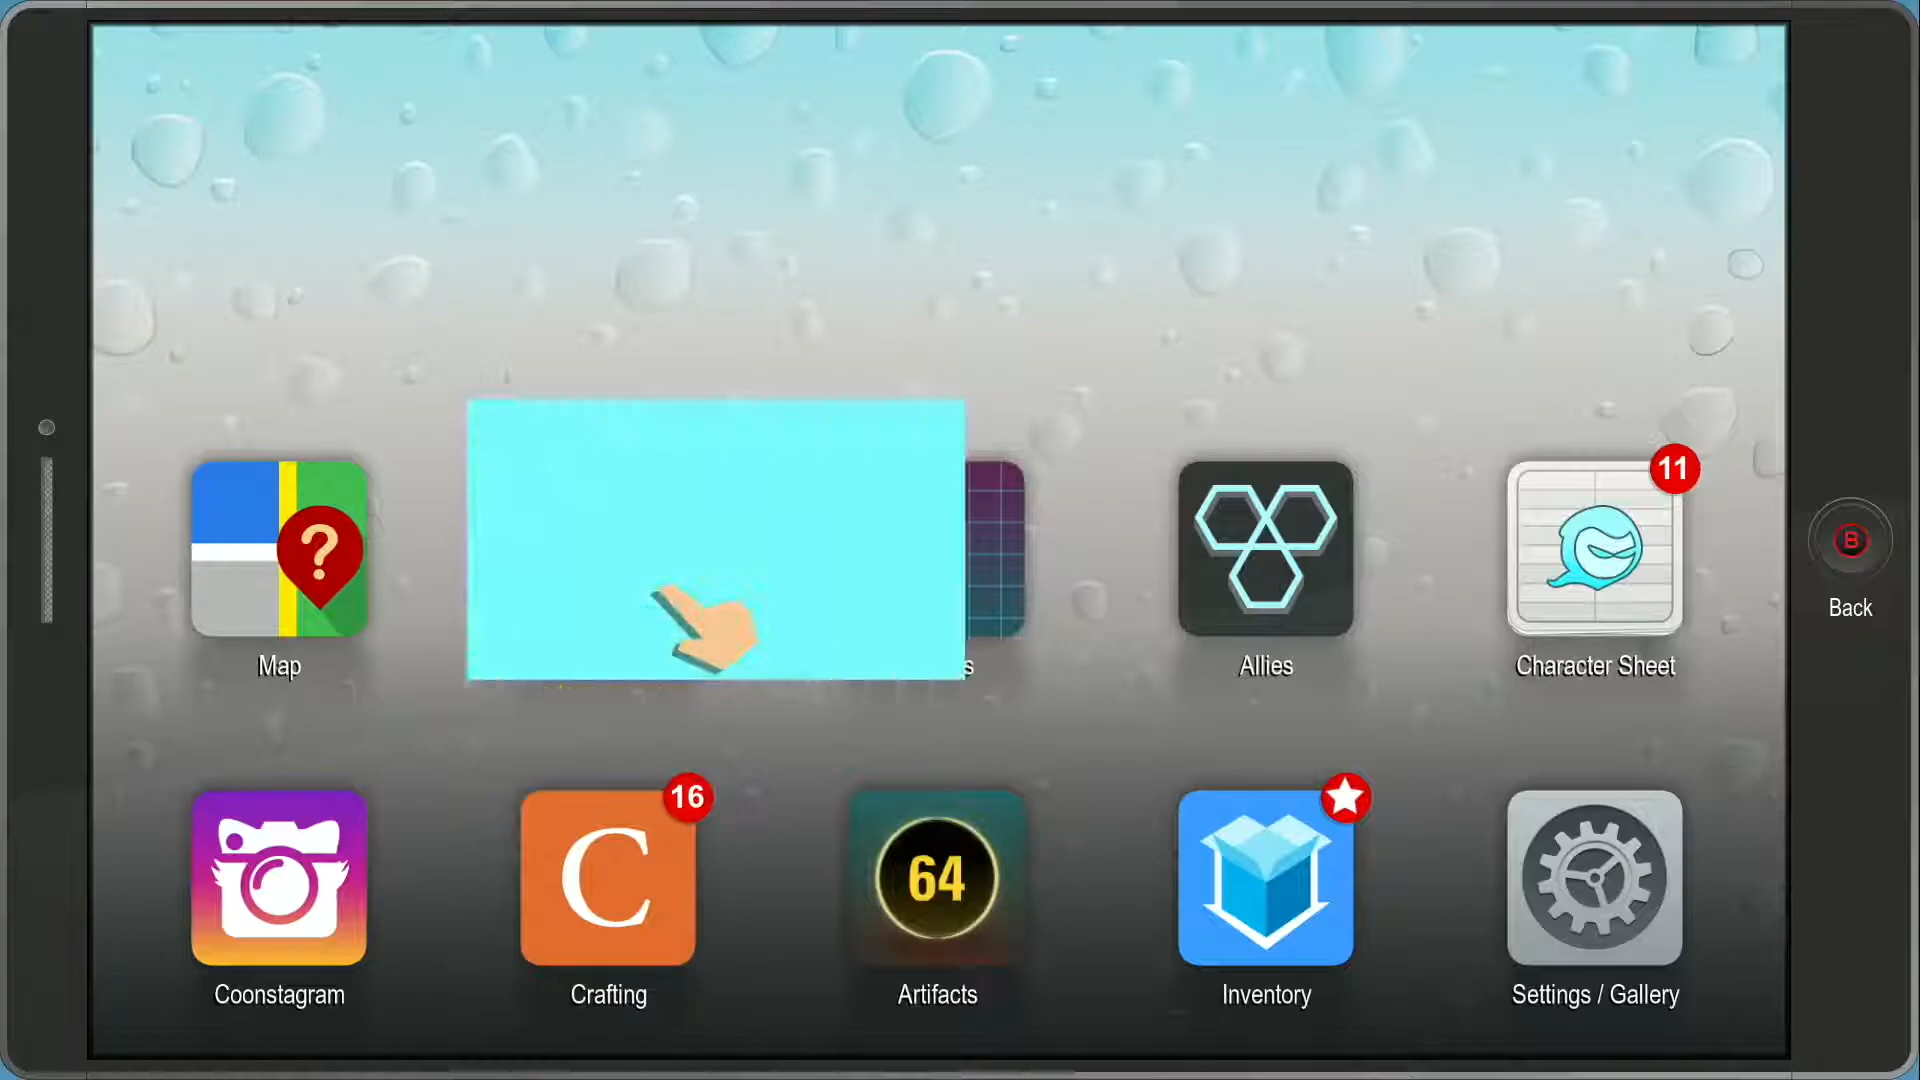 11
?
B
Back
Map
s
Allies
Character Sheet
16
C
64
Coonstagram
Crafting
Artifacts
Inventory
Settings / Gallery